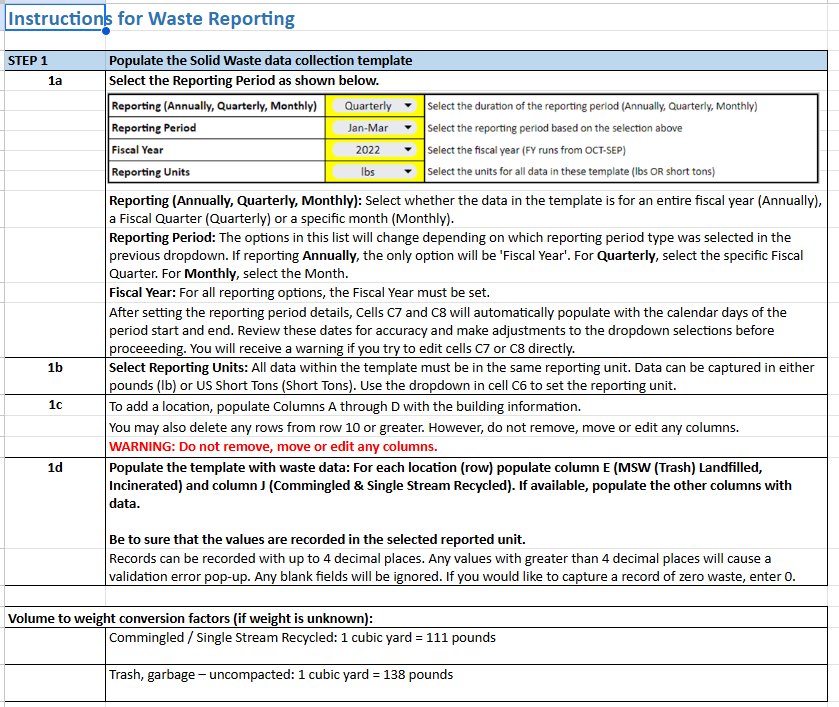 Instructions for Waste Reporting
STEP 1 Populate the Solid Waste data collection template
1a Select the Reporting Period as shown below.
Reporting (Annually, Quarterly, Monthly) Quarterly Select the duration of the reporting period (Annually, Quarterly, Monthly)
Reporting Period Jan-Mar Select the reporting period based on the selection above
Fiscal Year 2022 Select the fiscal year (FY runs from OCT-SEP)
Reporting Units lbs Select the units for all data in these template (lbs OR short tons)
Reporting (Annually, Quarterly, Monthly): Select whether the data in the template is for an entire fiscal year (Annually),
a Fiscal Quarter (Quarterly) or a specific month (Monthly).
Reporting Period: The options in this list will change depending on which reporting period type was selected in the
previous dropdown. If reporting Annually, the only option will be 'Fiscal Year'. For Quarterly, select the specific Fiscal
Quarter. For Monthly, select the Month.
Fiscal Year: For all reporting options, the Fiscal Year must be set.
After setting the reporting period details, Cells C7 and C8 will automatically populate with the calendar days of the
period start and end. Review these dates for accuracy and make adjustments to the dropdown selections before
proceeeding. You will receive a warning if you try to edit cells C7 or C8 directly.
1b Select Reporting Units: All data within the template must be in the same reporting unit. Data can be captured in either
pounds (lb) or US Short Tons (Short Tons). Use the dropdown in cell C6 to set the reporting unit.
1c To add a location, populate Columns A through D with the building information.
You may also delete any rows from row 10 or greater. However, do not remove, move or edit any columns.
WARNING: Do not remove, move or edit any columns.
1d Populate the template with waste data: For each location (row) populate column E (MSW (Trash) Landfilled,
Incinerated) and column J (Commingled & Single Stream Recycled). If available, populate the other columns with
data.
Be to sure that the values are recorded in the selected reported unit.
Records can be recorded with up to 4 decimal places. Any values with greater than 4 decimal places will cause a
validation error pop-up. Any blank fields will be ignored. If you would like to capture a record of zero waste, enter 0.
Volume to weight conversion factors (if weight is unknown):
Commingled / Single Stream Recycled: 1 cubic yard = 111 pounds
Trash, garbage – uncompacted: 1 cubic yard = 138 pounds